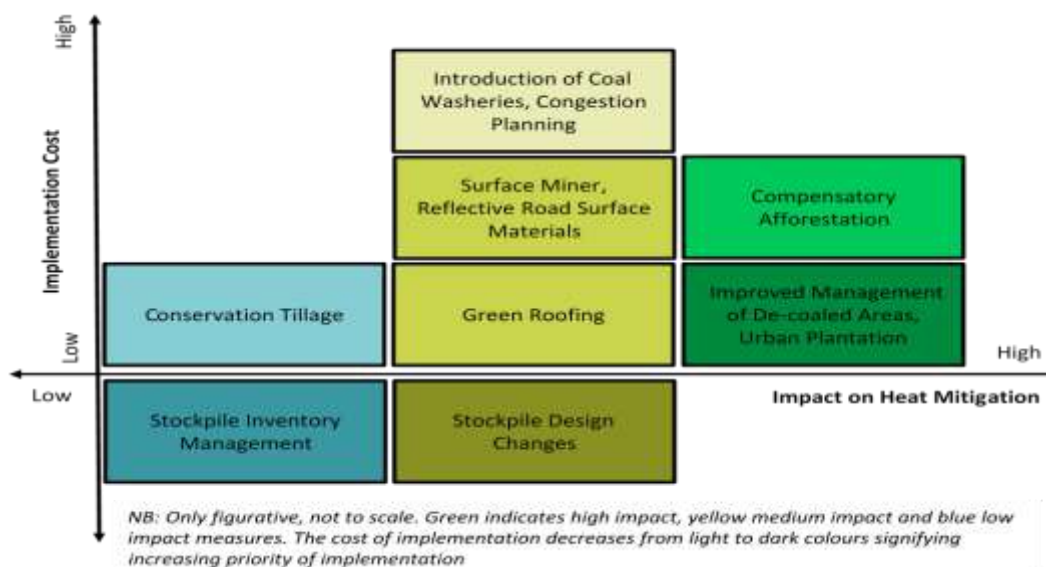 High
Implementation Cost
Low
Introduction of Coal
Washeries, Congestion
Planning
Surface Miner,
Reflective Road Surface
Materials
Compensatory
Afforestation
Conservation Tillage
Green Roofing
Improved Management
of De-coaled Areas,
Urban Plantation
High
Low
Impact on Heat Mitigation
Stockpile Inventory
Management
Stockpile Design
Changes
NB: Only figurative, not to scale. Green indicates high impact, yellow medium impact and blue low
impact measures. The cost of implementation decreases from light to dark colours signifying
increasing priority of implementation